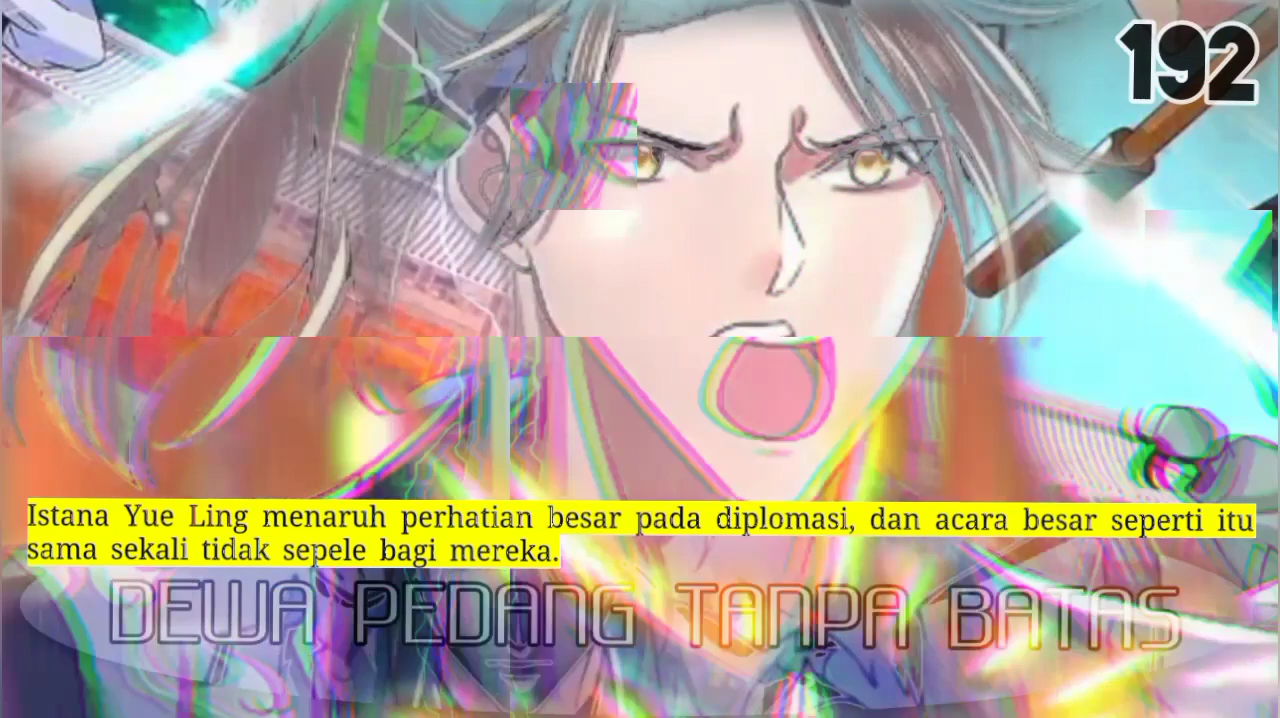 192
Istana Yue Ling menaruh perhatian besar pada diplomasi, dan acara besar seperti itu
sama sekali tidak sepele bagi mereka.
DEWA PEDANG TANPA BATAS